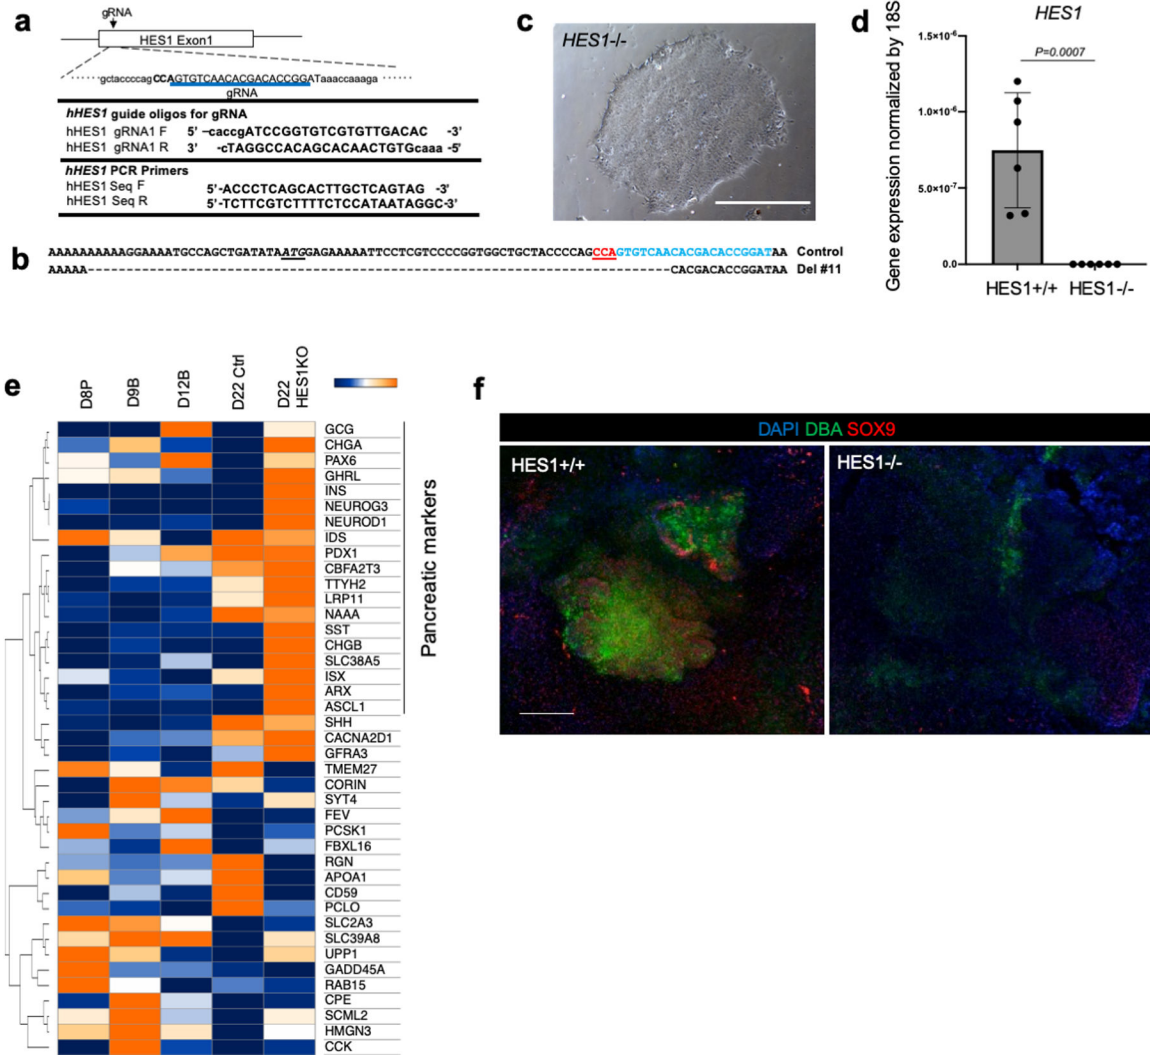 a
gRNA
HES1 Exon1
gctaccccagCCAGTGTCAACACGACACCGGATaaaccaaaga
gRNA
hHES1 guide oligos for gRNA
hHES1 gRNA1 F 5' –caccgATCCGGTGTCGTGTTGACAC -3'
hHES1 gRNA1 R 3' -cTAGGCCACAGCACAACTGTGcaaa -5'
hHES1 PCR Primers
hHES1 Seq F 5'-ACCCTCAGCACTTGCTCAGTAG -3'
hHES1 Seq R 5'-TCTTCGTCTTTTCTCCATAATAGGC-3'
b
AAAAAAAAAAGGAAAATGCCAGCTGATATAATGGAGAAAAATTCCTCGTCCCCGGTGGCTGCTACCCCAGCCAGTGTCAACACGACACCGGATAA Control
AAAAA------------------------------------------------------------------------CACGACACCGGATAA Del #11
c
HES1-/-
d
HES1
Gene expression normalized by 18S
1.5×10-6
1.0×10-6
5.0×10-7
0.0
P=0.0007
HES1+/+ HES1-/-
e
D8P
D9B
D12B
D22 Ctrl
D22 HES1KO
GCG
CHGA
PAX6
GHRL
INS
NEUROG3
NEUROD1
IDS
PDX1
CBFA2T3
TTYH2
LRP11
NAAA
SST
CHGB
SLC38A5
ISX
ARX
ASCL1
SHH
CACNA2D1
GFRA3
TMEM27
CORIN
SYT4
FEV
PCSK1
FBXL16
RGN
APOA1
CD59
PCLO
SLC2A3
SLC39A8
UPP1
GADD45A
RAB15
CPE
SCML2
HMGN3
CCK
Pancreatic markers
f
DAPI DBA SOX9
HES1+/+
HES1-/-